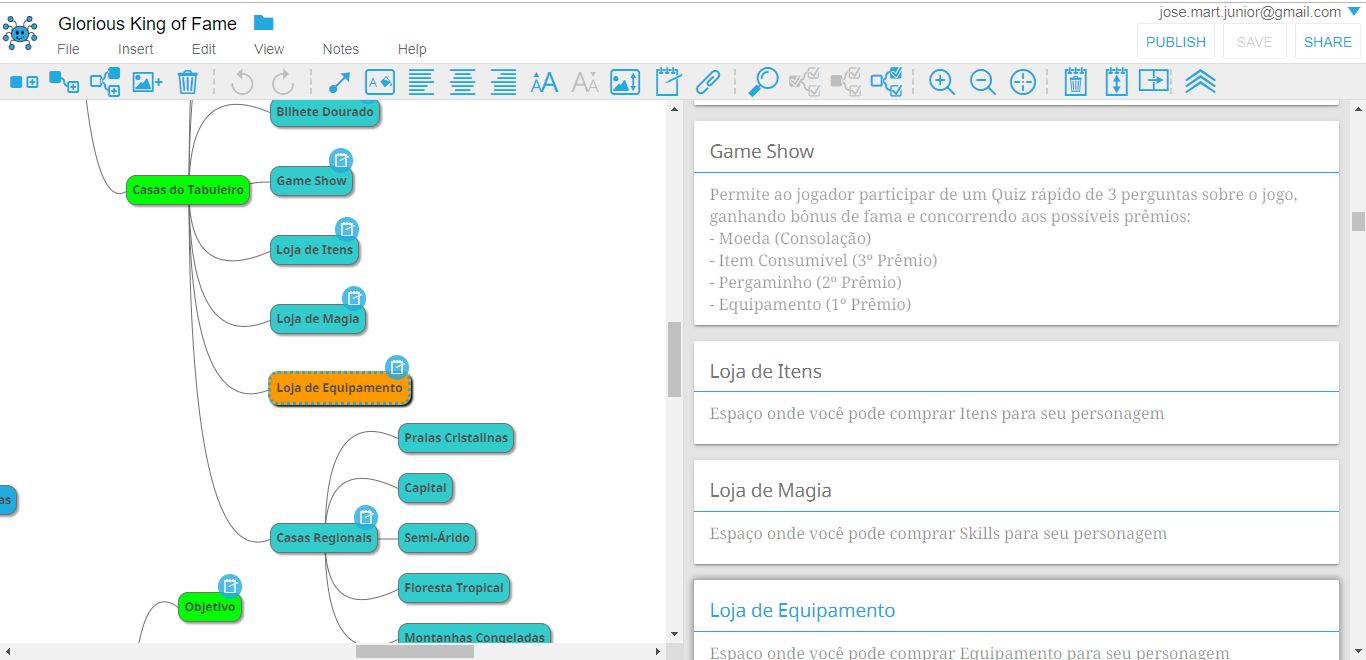 Glorious King of Fame
jose.mart.junior@gmail.com
File Insert Edit View Notes Help
PUBLISH SAVE SHARE
Bilhete Dourado
Casas do Tabuleiro
Game Show
Loja de Itens
Loja de Magia
Loja de Equipamento
Praias Cristalinas
Capital
as
Casas Regionais
Semi-Árido
Floresta Tropical
Objetivo
Montanhas Congeladas
Game Show
Permite ao jogador participar de um Quiz rápido de 3 perguntas sobre o jogo,
ganhando bônus de fama e concorrendo aos possíveis prêmios:
- Moeda (Consolação)
- Item Consumível (3º Prêmio)
- Pergaminho (2º Prêmio)
- Equipamento (1º Prêmio)
Loja de Itens
Espaço onde você pode comprar Itens para seu personagem
Loja de Magia
Espaço onde você pode comprar Skills para seu personagem
Loja de Equipamento
Espaço onde você pode comprar Equipamento para seu personagem